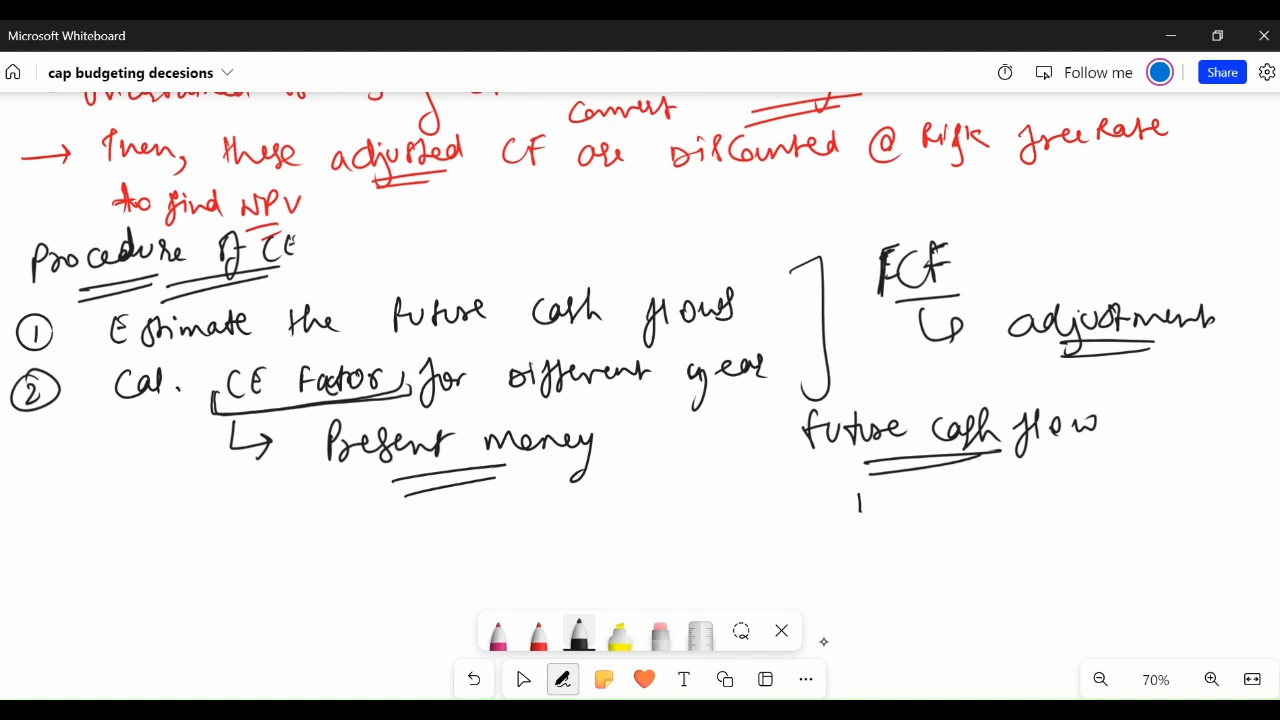 Microsoft Whiteboard
cap budgeting decesions
Follow me
Share
Convert
→ Then, these adjusted CF are Discounted @ Risk free Rate
to find NPV
Procedure of CE
① Estimate the future cash flows
② Cal. CE Factor for Different year
↳ Present money
FCF
↳ adjustment
future cash flow
70%